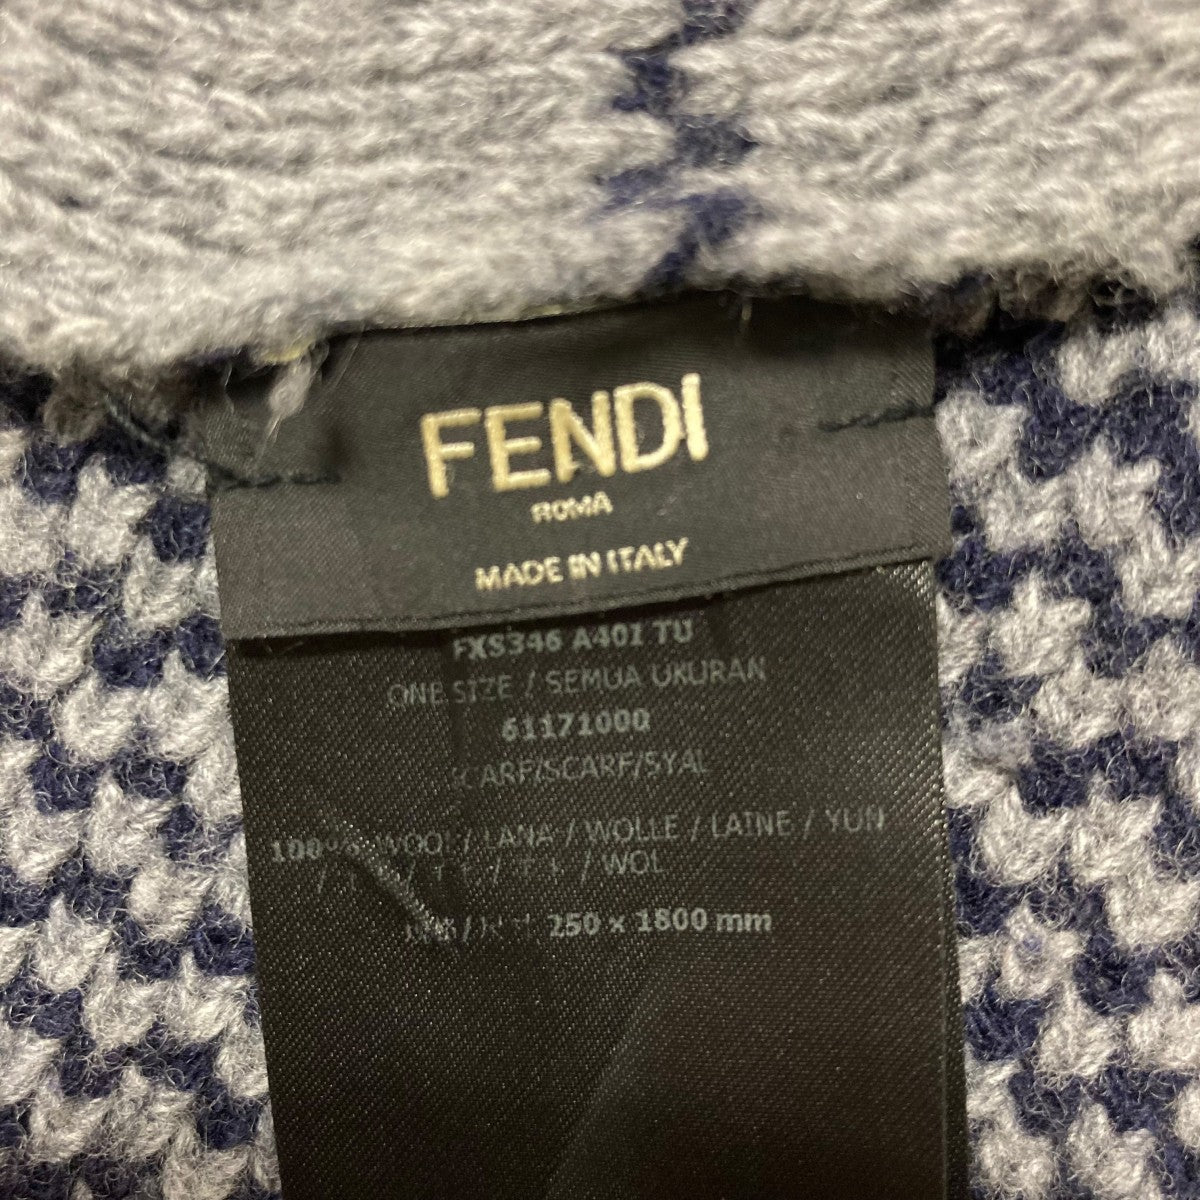 FENDI
ROMA
MADE IN ITALY
FXS346 A401 TU
ONE SIZE / SEMUA UKURAN
61171000
SCARF/SCARF/SYAL
100% WOOL / LANA / WOLLE / LAINE / YUN
/ WOL
250 x 1800 mm